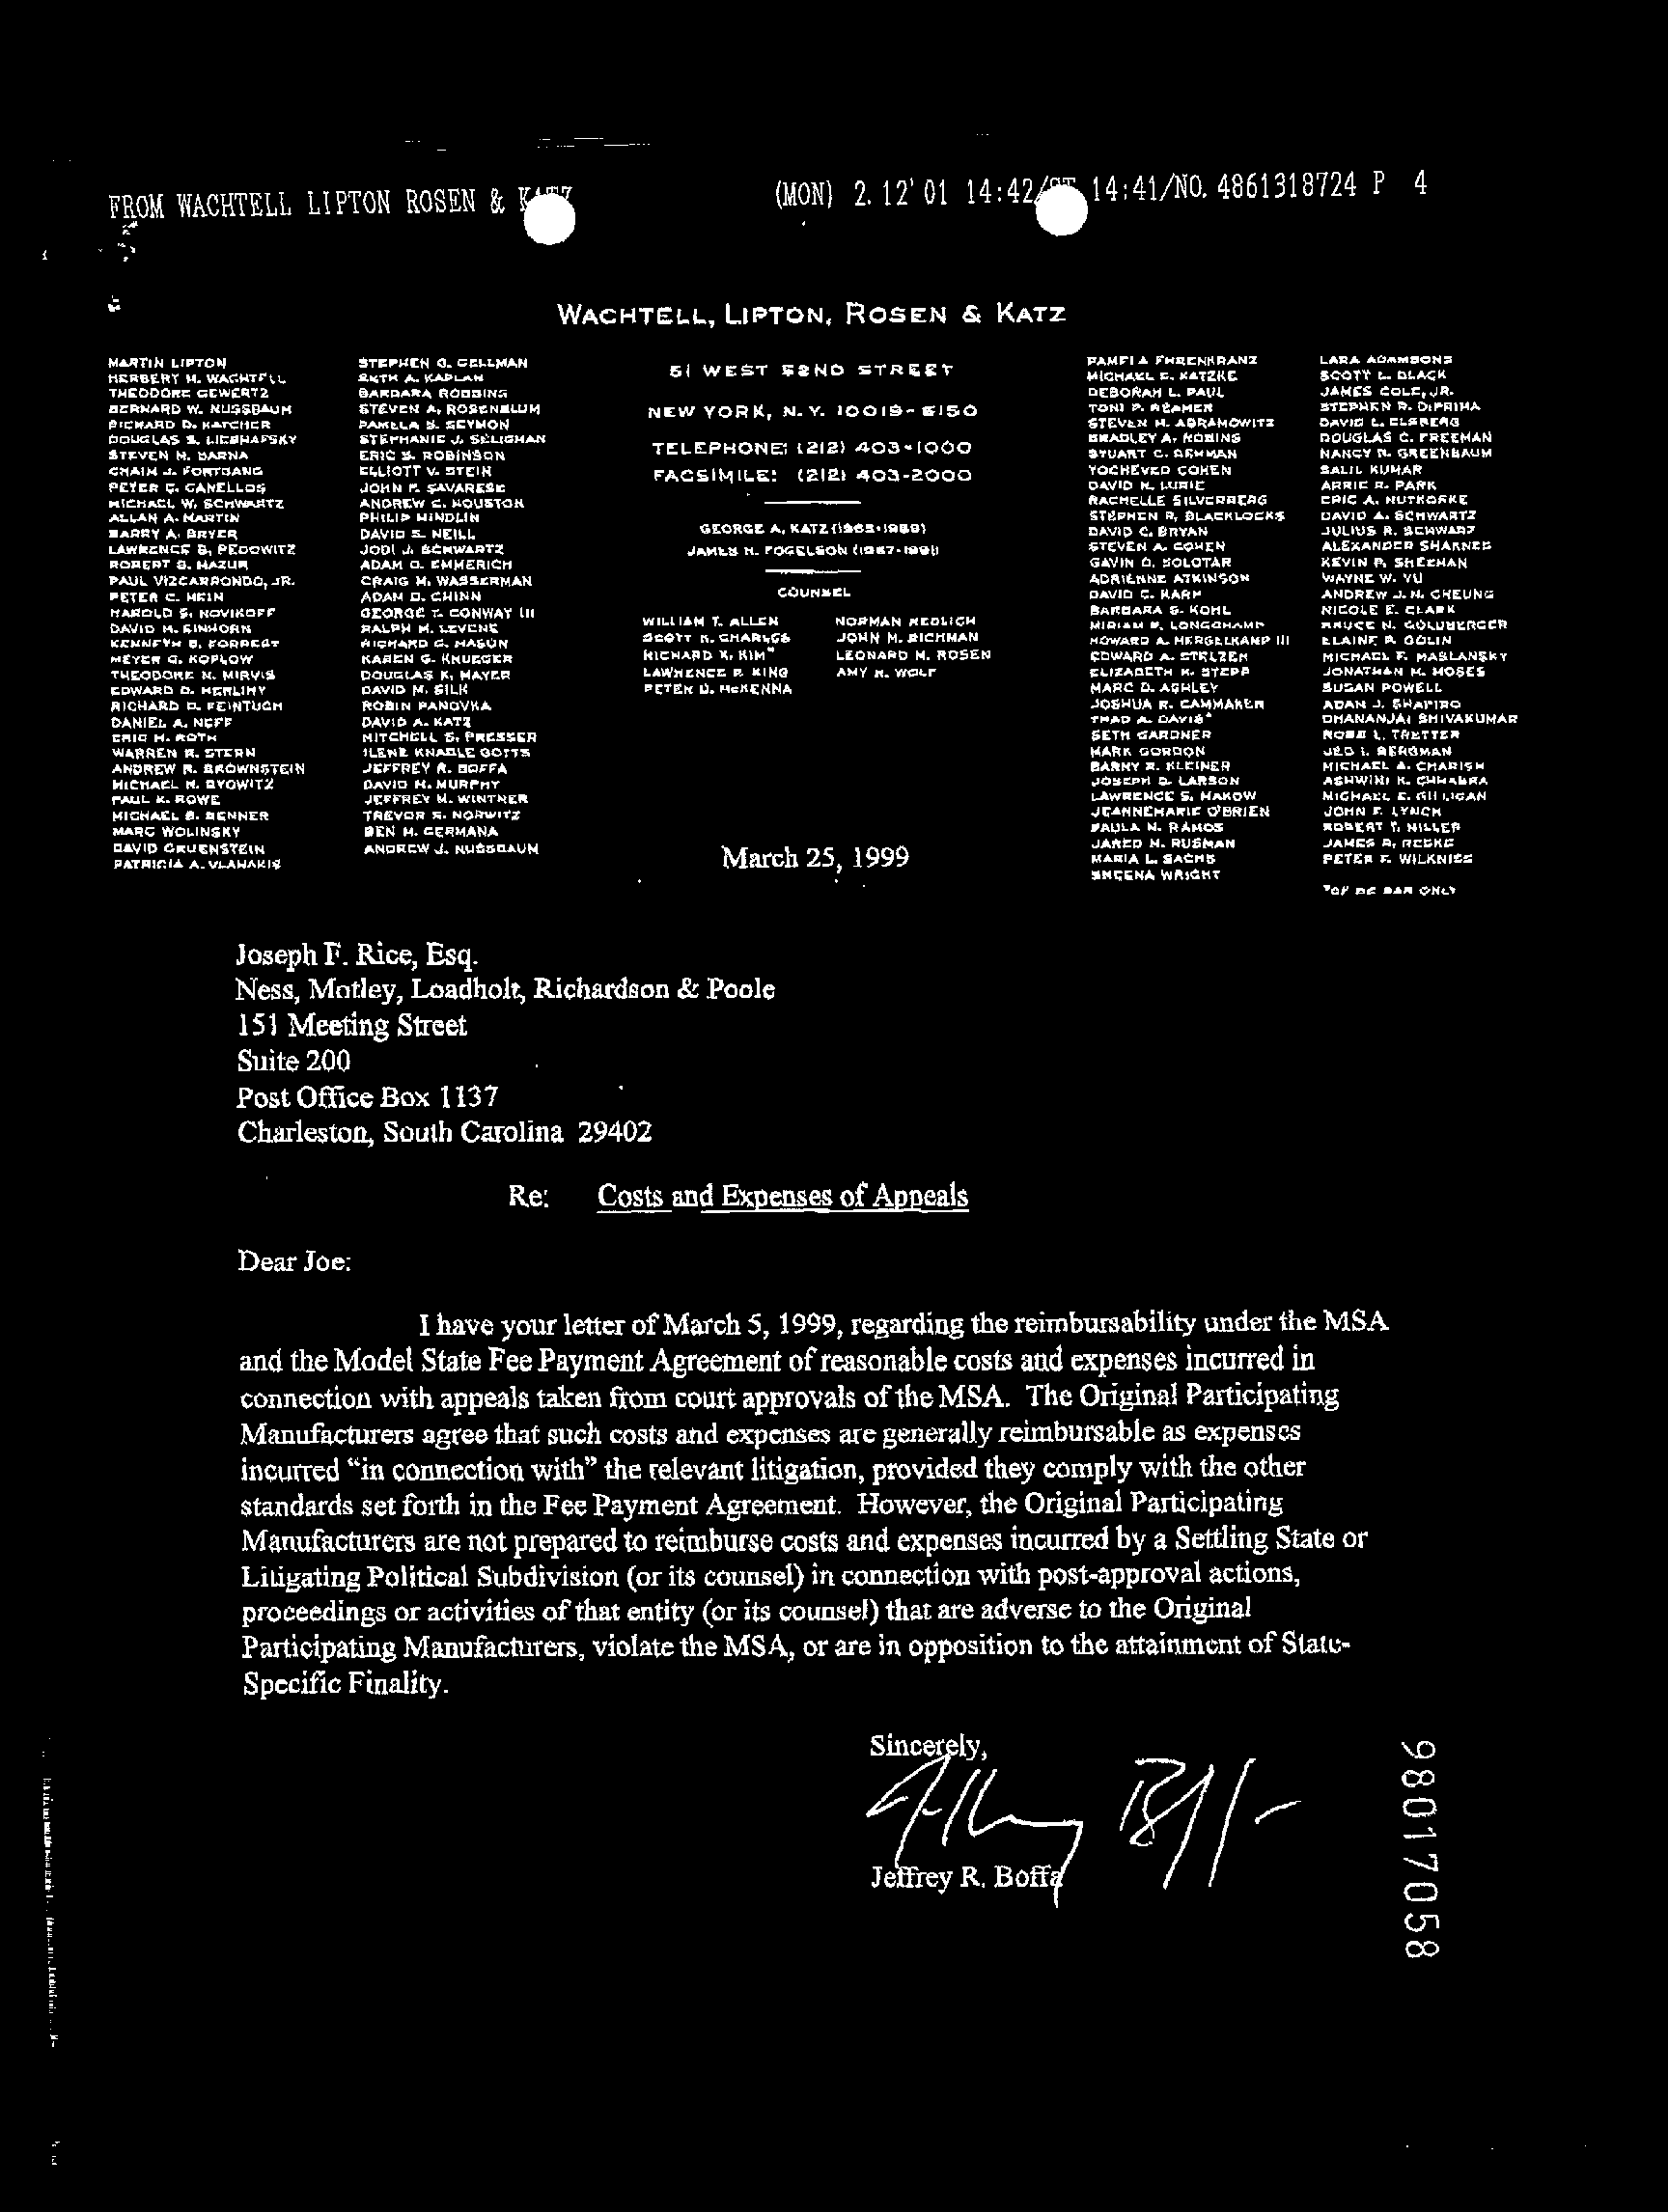 FROM WACHTELL LIPTON ROSEN &
(MON) 2. 12' 01 14:42/ 14:41/NO. 4861318724 P 4
WACHTELL, LIPTON, ROSEN & KATZ
51 WEST 52ND STREET
NEW YORK, N.Y. 10019-6150
TELEPHONE: (212) 403-1000
FACSIMILE: (212) 403-2000
GEORGE A. KATZ (1965-1989)
JAMES H. FOGELSON (1967-1991)
COUNSEL
WILLIAM T. ALLEN
SCOTT K. CHARLES
RICHARD K. KIM*
LAWRENCE P. KING
PETER D. McKENNA
NORMAN REDLICH
JOHN M. RICHMAN
LEONARD M. ROSEN
AMY R. WOLF
MARTIN LIPTON
HERBERT M. WACHTELL
THEODORE GEWERTZ
BERNARD W. NUSSBAUM
RICHARD D. KATCHER
DOUGLAS S. LIEBHAFSKY
STEVEN M. BARNA
CHAIM J. FORTGANG
PETER C. CANELLOS
MICHAEL W. SCHWARTZ
ALLAN A. MARTIN
BARRY A. BRYER
LAWRENCE B. PEDOWITZ
ROBERT B. MAZUR
PAUL VIZCARRONDO, JR.
PETER C. HEIN
HAROLD S. NOVIKOFF
DAVID M. EINHORN
KENNETH B. FORREST
MEYER G. KOPLOW
THEODORE N. MIRVIS
EDWARD D. HERLIHY
RICHARD D. FEINTUCH
DANIEL A. NEFF
ERIC M. ROTH
WARREN R. STERN
ANDREW R. BROWNSTEIN
MICHAEL H. BYOWITZ
PAUL K. ROWE
MICHAEL B. BENNER
MARC WOLINSKY
DAVID GRUENSTEIN
PATRICIA A. VLAHAKIS
STEPHEN G. GELLMAN
SETH A. KAPLAN
BARBARA ROBBINS
STEVEN A. ROSENBLUM
PAMELA S. SEYMON
STEPHANIE J. SELIGMAN
ERIC S. ROBINSON
ELLIOTT V. STEIN
JOHN F. SAVARESE
ANDREW C. HOUSTON
PHILIP MINDLIN
DAVID S. NEILL
JODI J. SCHWARTZ
ADAM O. EMMERICH
CRAIG M. WASSERMAN
ADAM D. CHINN
GEORGE T. CONWAY III
RALPH M. LEVENE
RICHARD G. MASON
KAREN G. KRUEGER
DOUGLAS K. MAYER
DAVID M. SILK
ROBIN PANOVKA
DAVID A. KATZ
MITCHELL S. PRESSER
ILENE KNABLE GOTTS
JEFFREY R. BOFFA
DAVID M. MURPHY
JEFFREY M. WINTNER
TREVOR S. NORWITZ
BEN M. GERMANA
ANDREW J. NUSSBAUM
PAMELA EHRENKRANZ
MICHAEL E. KATZKE
DEBORAH L. PAUL
TONI P. REAMER
STEVEN M. ABRAMOWITZ
BRADLEY A. ROBINS
STUART C. BERMAN
YOCHEVED COHEN
DAVID M. LURIE
RACHELLE SILVERBERG
STEPHEN R. BLACKLOCKS
DAVID C. BRYAN
STEVEN A. COHEN
GAVIN D. SOLOTAR
ADRIENNE ATKINSON
DAVID C. KARP
BARBARA G. KOHL
MIRIAM P. LONGCHAMP
HOWARD A. MERGELKAMP III
EDWARD A. STELZER
ELIZABETH K. STEPP
MARC D. ASHLEY
JOSHUA R. CAMMAKER
THAD A. DAVIS*
SETH GARDNER
MARK GORDON
BARRY R. KLEINER
JOSEPH D. LARSON
LAWRENCE S. MAKOW
JEANNEMARIE O'BRIEN
PAULA N. RAMOS
JARED M. RUSMAN
MARIA L. SACHS
SHEENA WRIGHT
LARA ADAMSONS
SCOTT L. BLACK
JAMES COLE, JR.
STEPHEN R. DiPRIMA
DAVID L. ELSBERG
DOUGLAS C. FREEMAN
NANCY B. GREENBAUM
SALIL KUMAR
ARRIE R. PARK
ERIC A. NUTKOSKE
DAVID A. SCHWARTZ
JULIUS R. SCHWARZ
ALEXANDER SHAKNES
KEVIN P. SHEEHAN
WAYNE W. YU
ANDREW J. H. CHEUNG
NICOLE E. CLARK
BRUCE N. GOLDBERGER
ELAINE P. GOLIN
MICHAEL F. MASLANSKY
JONATHAN M. MOSES
SUSAN POWELL
ADAM J. SHAPIRO
DHANANJAI SHIVAKUMAR
ROBB L. TRETTER
JED I. BERGMAN
MICHAEL A. CHARISH
ASHWINI K. CHHABRA
MICHAEL E. GILLIGAN
JOHN F. LYNCH
ROBERT T. MILLER
JAMES R. RESKE
PETER F. WILKNISS
*OF DC BAR ONLY
March 25, 1999
Joseph F. Rice, Esq.
Ness, Motley, Loadholt, Richardson & Poole
151 Meeting Street
Suite 200
Post Office Box 1137
Charleston, South Carolina 29402
Re: Costs and Expenses of Appeals
Dear Joe:
I have your letter of March 5, 1999, regarding the reimbursability under the MSA
and the Model State Fee Payment Agreement of reasonable costs and expenses incurred in
connection with appeals taken from court approvals of the MSA. The Original Participating
Manufacturers agree that such costs and expenses are generally reimbursable as expenses
incurred "in connection with" the relevant litigation, provided they comply with the other
standards set forth in the Fee Payment Agreement. However, the Original Participating
Manufacturers are not prepared to reimburse costs and expenses incurred by a Settling State or
Litigating Political Subdivision (or its counsel) in connection with post-approval actions,
proceedings or activities of that entity (or its counsel) that are adverse to the Original
Participating Manufacturers, violate the MSA, or are in opposition to the attainment of State-
Specific Finality.
Sincerely,
Jeffrey R. Boffa
98017058